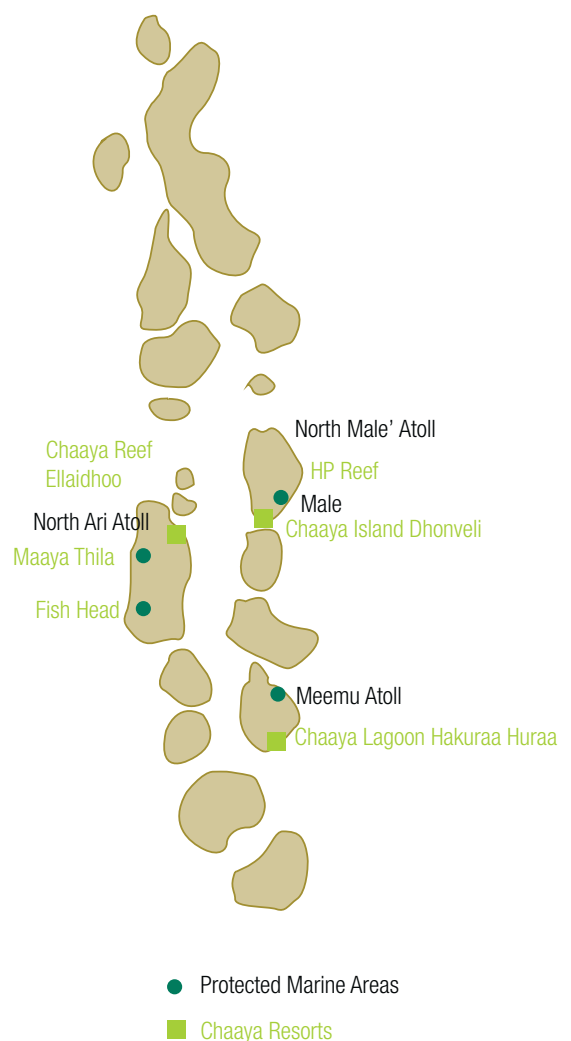 North Male’ Atoll
Chaaya Reef
Ellaidhoo
HP Reef
Male
North Ari Atoll
Chaaya Island Dhonveli
Maaya Thila
Fish Head
Meemu Atoll
Chaaya Lagoon Hakuraa Huraa
Protected Marine Areas
Chaaya Resorts